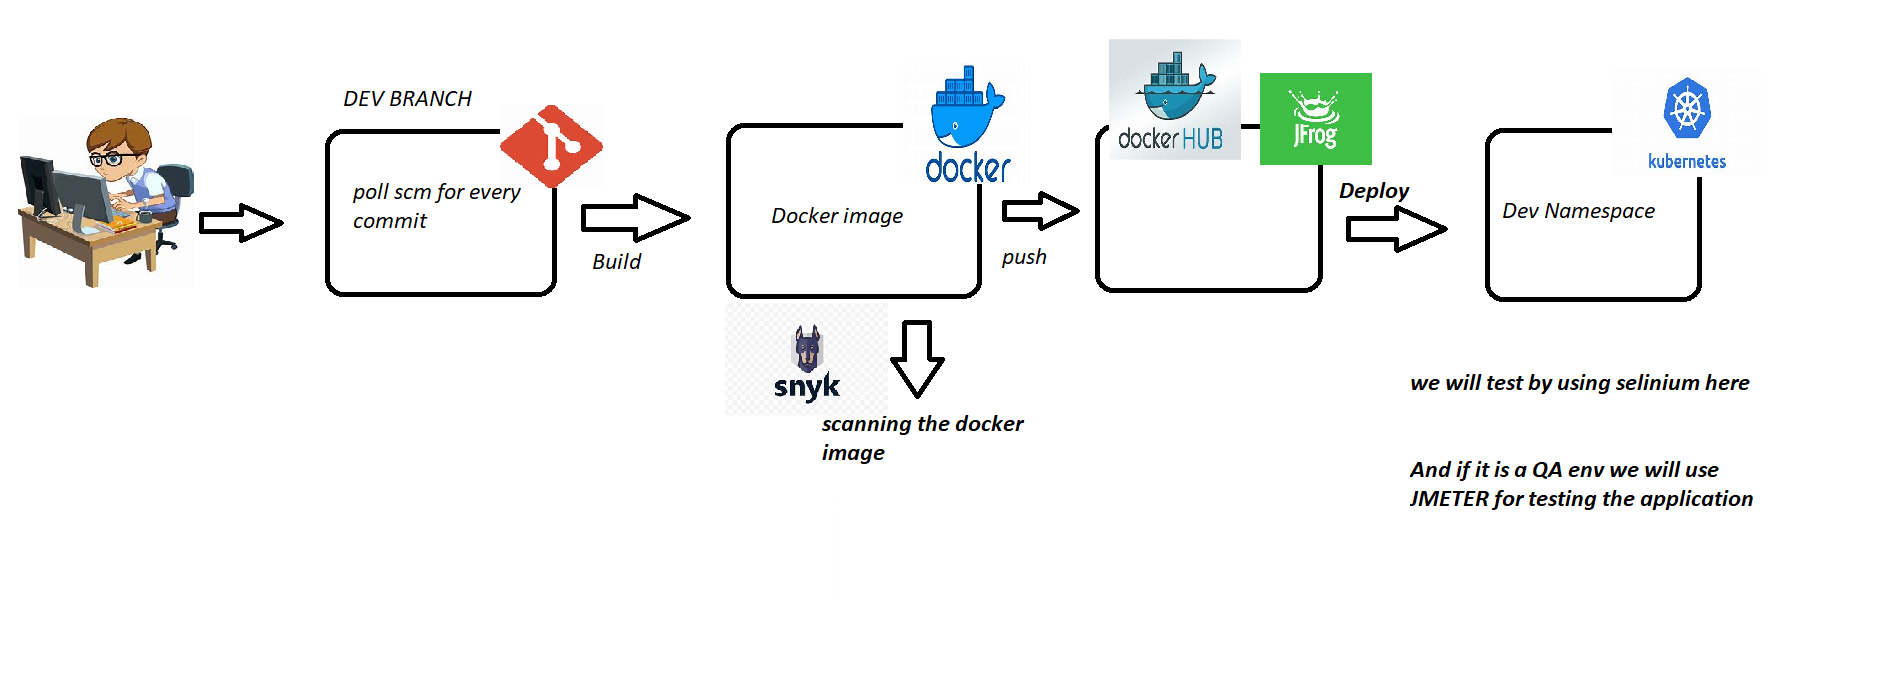 DEV BRANCH
poll scm for every
commit
Build
docker
Docker image
push
snyk
scanning the docker
image
docker HUB
JFrog
Deploy
kubernetes
Dev Namespace
we will test by using selinium here
And if it is a QA env we will use
JMETER for testing the application